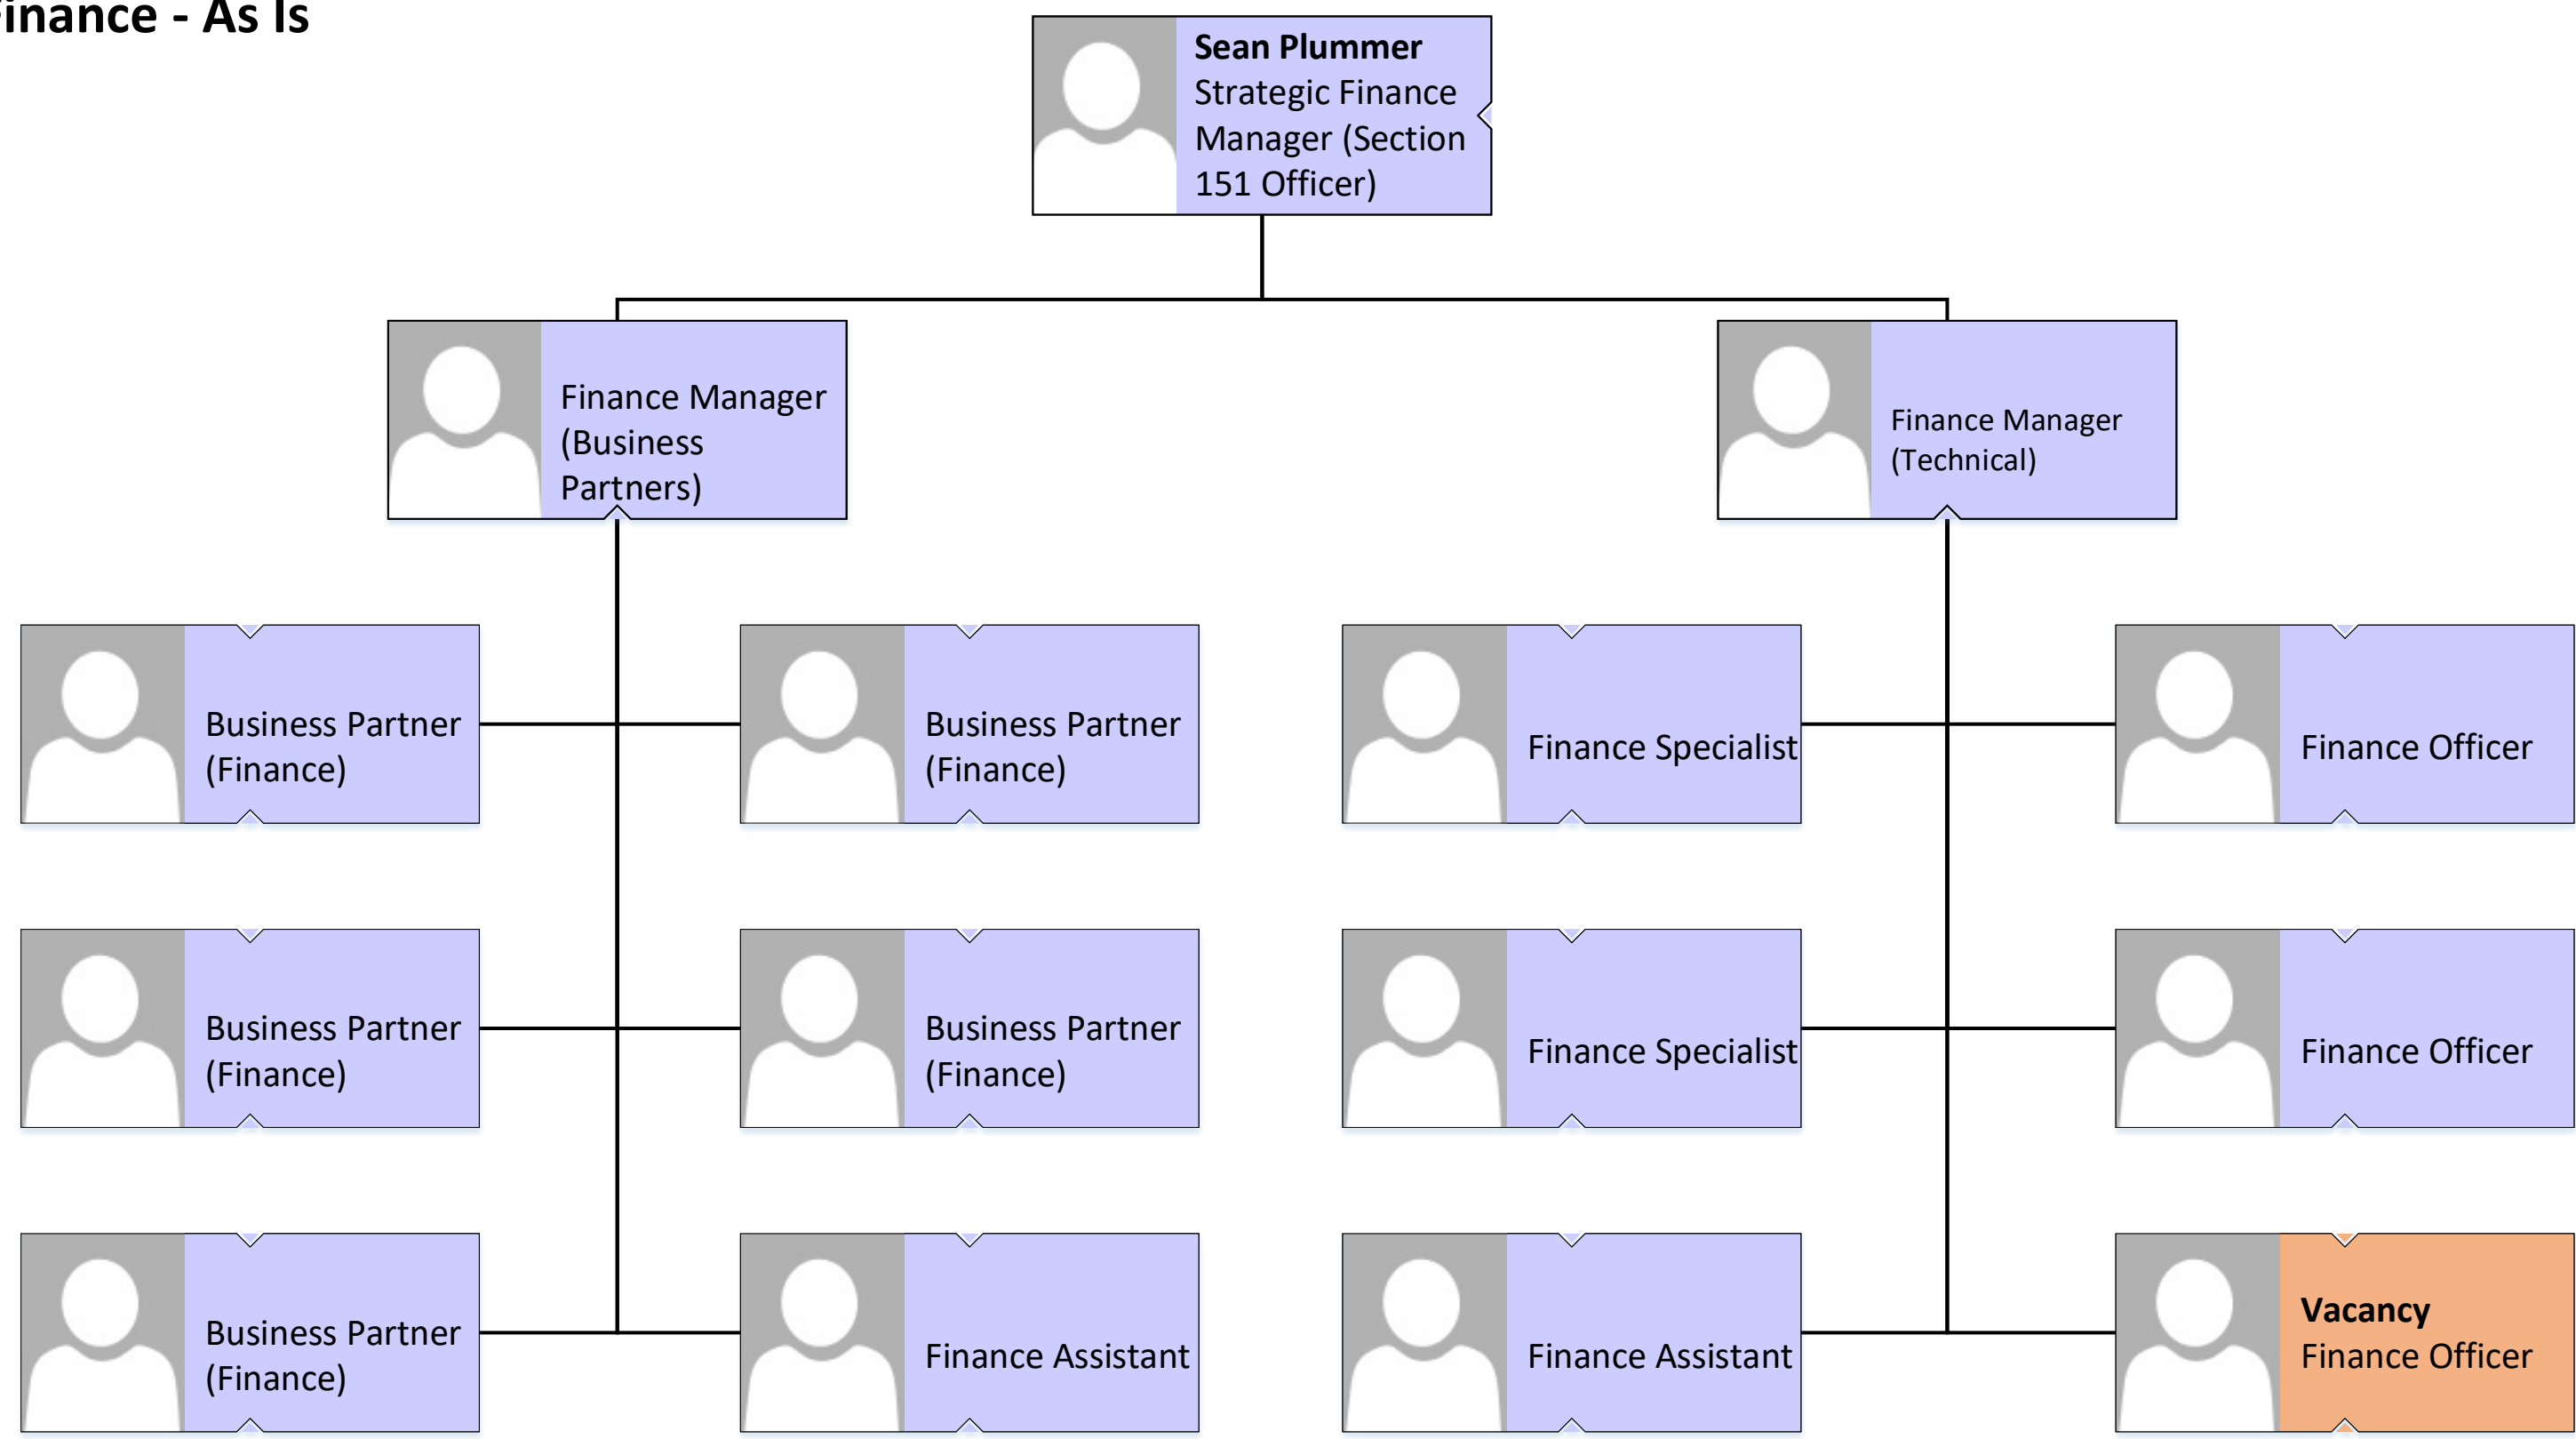 Finance - As Is
Sean Plummer
Strategic Finance
Manager (Section
151 Officer)
Finance Manager
(Business
Partners)
Finance Manager
(Technical)
Business Partner
(Finance)
Business Partner
(Finance)
Finance Specialist
Finance Officer
Business Partner
(Finance)
Business Partner
(Finance)
Finance Specialist
Finance Officer
Business Partner
(Finance)
Finance Assistant
Finance Assistant
Vacancy
Finance Officer